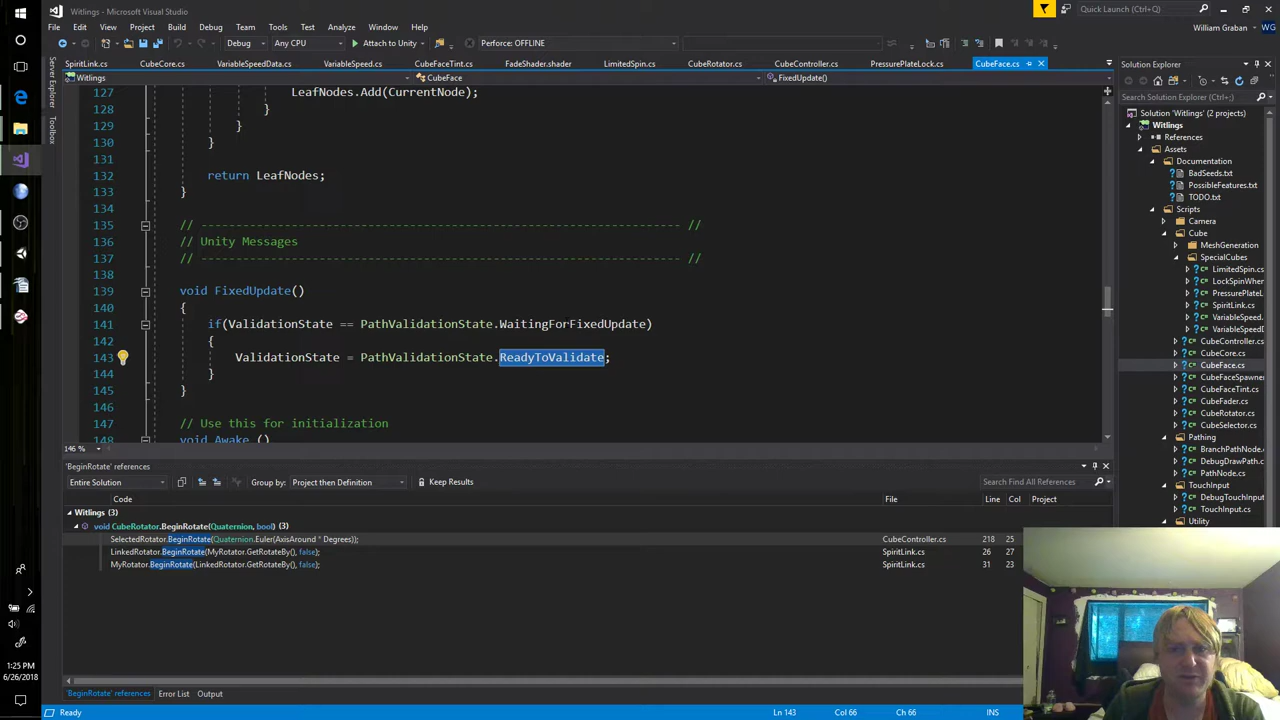 Witlings - Microsoft Visual Studio
Quick Launch (Ctrl+Q)
File Edit View Project Build Debug Team Tools Test Analyze Window Help
William Graban WG
Debug Any CPU Attach to Unity Perforce: OFFLINE
SpiritLink.cs CubeCore.cs VariableSpeedData.cs VariableSpeed.cs CubeFaceTint.cs FadeShader.shader LimitedSpin.cs CubeRotator.cs CubeController.cs PressurePlateLock.cs CubeFace.cs
Witlings CubeFace FixedUpdate()
Server Explorer
Toolbox
127 LeafNodes.Add(CurrentNode);
128 }
129 }
130 }
131
132 return LeafNodes;
133 }
134
135 // -------------------------------------------------------------------- //
136 // Unity Messages
137 // -------------------------------------------------------------------- //
138
139 void FixedUpdate()
140 {
141 if(ValidationState == PathValidationState.WaitingForFixedUpdate)
142 {
143 ValidationState = PathValidationState.ReadyToValidate;
144 }
145 }
146
147 // Use this for initialization
148 void Awake ()
146 %
Solution Explorer
Search Solution Explorer (Ctrl+;)
Solution 'Witlings' (2 projects)
Witlings
References
Assets
Documentation
BadSeeds.txt
PossibleFeatures.txt
TODO.txt
Scripts
Camera
Cube
MeshGeneration
SpecialCubes
LimitedSpin.cs
LockSpinWher
PressurePlateL
VariableSpeed.
VariableSpeedD
CubeController.cs
CubeCore.cs
CubeFace.cs
CubeFaceSpawner
CubeFaceTint.cs
CubeFader.cs
CubeRotator.cs
CubeSelector.cs
Pathing
BranchPathNode.c
DebugDrawPath.cs
PathNode.cs
TouchInput
DebugTouchInput
TouchInput.cs
Utility
'BeginRotate' references
Entire Solution Group by: Project then Definition Keep Results Search Find All References
Code File Line Col Project
Witlings (3)
void CubeRotator.BeginRotate(Quaternion, bool) (3)
SelectedRotator.BeginRotate(Quaternion.Euler(AxisAround * Degrees)); CubeController.cs 218 25
LinkedRotator.BeginRotate(MyRotator.GetRotateBy(), false); SpiritLink.cs 26 27
MyRotator.BeginRotate(LinkedRotator.GetRotateBy(), false); SpiritLink.cs 31 23
'BeginRotate' references Error List Output
Ready Ln 143 Col 66 Ch 66 INS
1:25 PM
6/26/2018